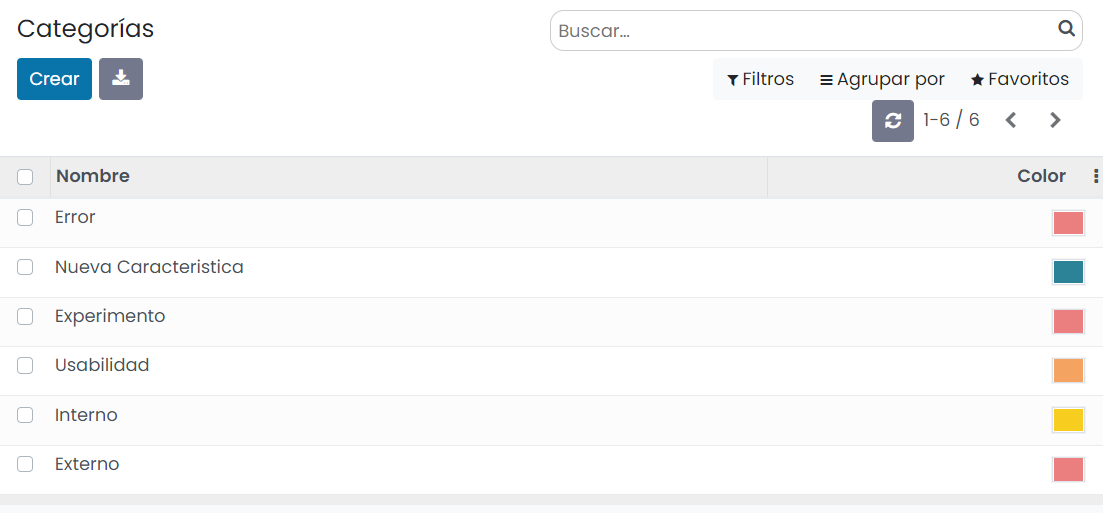 Categorías
Buscar...
Crear
Filtros Agrupar por Favoritos
1-6 / 6
Nombre Color
Error
Nueva Caracteristica
Experimento
Usabilidad
Interno
Externo